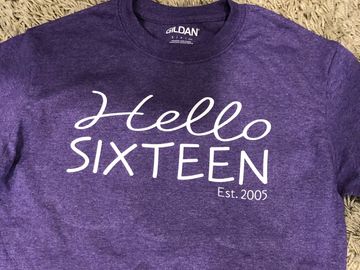 GILDAN
Hello
SIXTEEN
Est. 2005